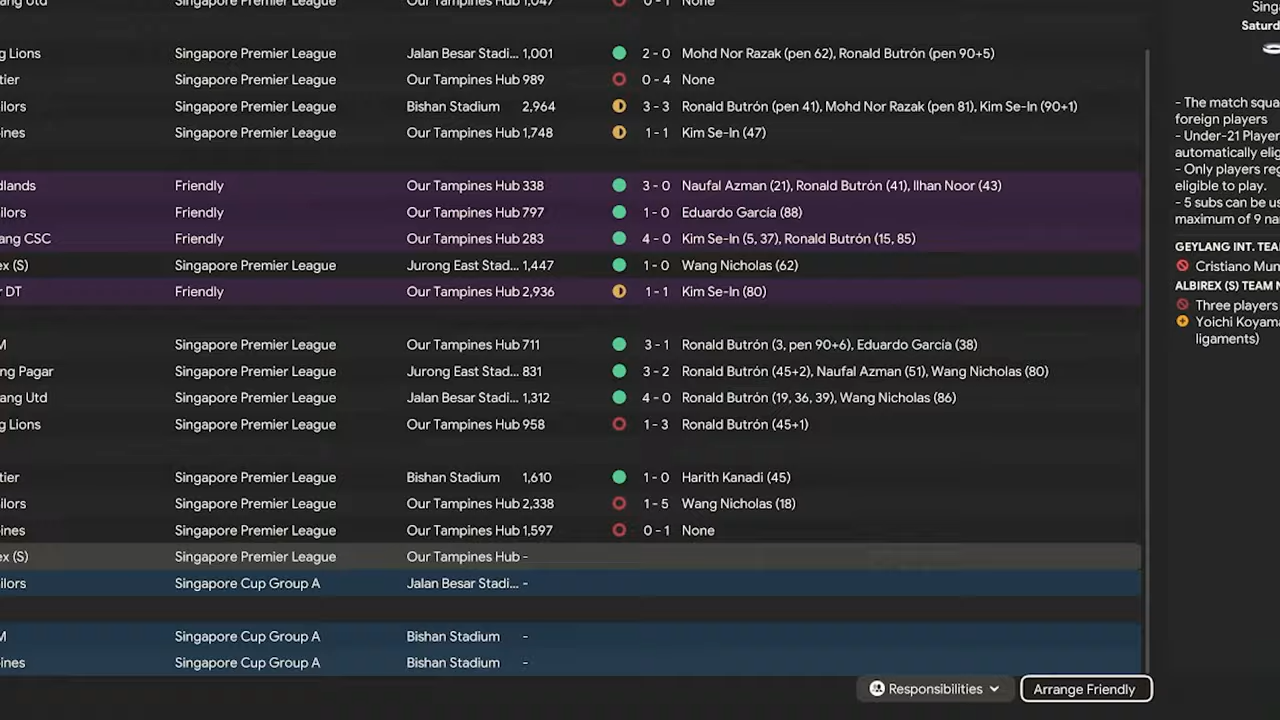 ang Utd Singapore Premier League Our Tampines Hub 1,047 0 - 1 None
g Lions Singapore Premier League Jalan Besar Stadi... 1,001 2 - 0 Mohd Nor Razak (pen 62), Ronald Butrón (pen 90+5)
tier Singapore Premier League Our Tampines Hub 989 0 - 4 None
ilors Singapore Premier League Bishan Stadium 2,964 3 - 3 Ronald Butrón (pen 41), Mohd Nor Razak (pen 81), Kim Se-In (90+1)
ines Singapore Premier League Our Tampines Hub 1,748 1 - 1 Kim Se-In (47)
dlands Friendly Our Tampines Hub 338 3 - 0 Naufal Azman (21), Ronald Butrón (41), Ilhan Noor (43)
ilors Friendly Our Tampines Hub 797 1 - 0 Eduardo García (88)
ang CSC Friendly Our Tampines Hub 283 4 - 0 Kim Se-In (5, 37), Ronald Butrón (15, 85)
ex (S) Singapore Premier League Jurong East Stad... 1,447 1 - 0 Wang Nicholas (62)
r DT Friendly Our Tampines Hub 2,936 1 - 1 Kim Se-In (80)
M Singapore Premier League Our Tampines Hub 711 3 - 1 Ronald Butrón (3, pen 90+6), Eduardo García (38)
ng Pagar Singapore Premier League Jurong East Stad... 831 3 - 2 Ronald Butrón (45+2), Naufal Azman (51), Wang Nicholas (80)
ang Utd Singapore Premier League Jalan Besar Stadi... 1,312 4 - 0 Ronald Butrón (19, 36, 39), Wang Nicholas (86)
g Lions Singapore Premier League Our Tampines Hub 958 1 - 3 Ronald Butrón (45+1)
tier Singapore Premier League Bishan Stadium 1,610 1 - 0 Harith Kanadi (45)
ilors Singapore Premier League Our Tampines Hub 2,338 1 - 5 Wang Nicholas (18)
ines Singapore Premier League Our Tampines Hub 1,597 0 - 1 None
ex (S) Singapore Premier League Our Tampines Hub -
ilors Singapore Cup Group A Jalan Besar Stadi... -
M Singapore Cup Group A Bishan Stadium -
ines Singapore Cup Group A Bishan Stadium -
Responsibilities Arrange Friendly
Sing
Saturd
- The match squa
foreign players
- Under-21 Player
automatically elig
- Only players reg
eligible to play.
- 5 subs can be us
maximum of 9 na
GEYLANG INT. TEA
Cristiano Mun
ALBIREX (S) TEAM N
Three players
Yoichi Koyama
ligaments)